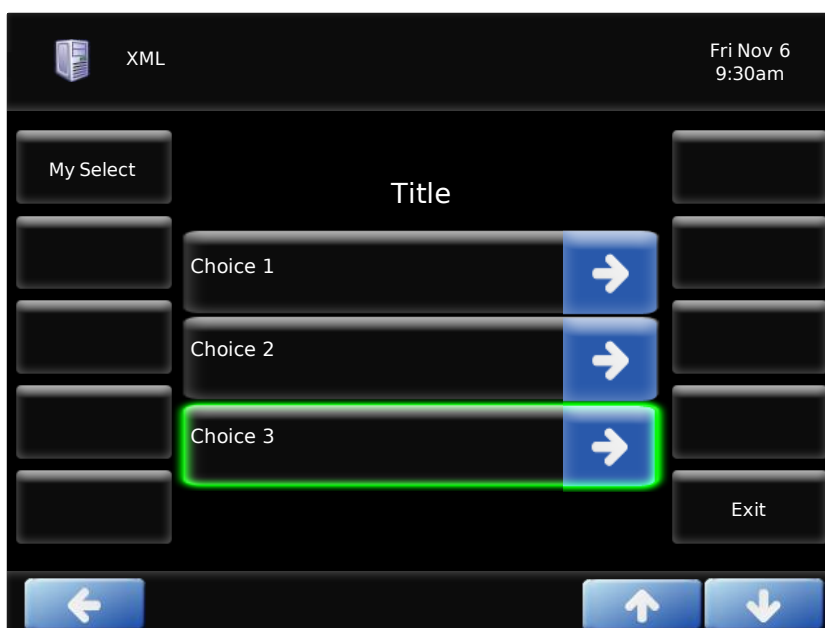 XML
Fri Nov 6
9:30am
My Select
Title
Choice 1
Choice 2
Choice 3
Exit